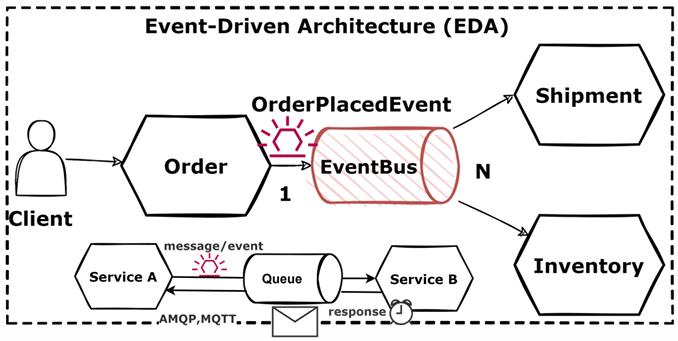 Event-Driven Architecture (EDA)
OrderPlacedEvent
Shipment
Order
EventBus
1
N
Client
message/event
Inventory
Service A
Queue
Service B
AMQP,MQTT
response